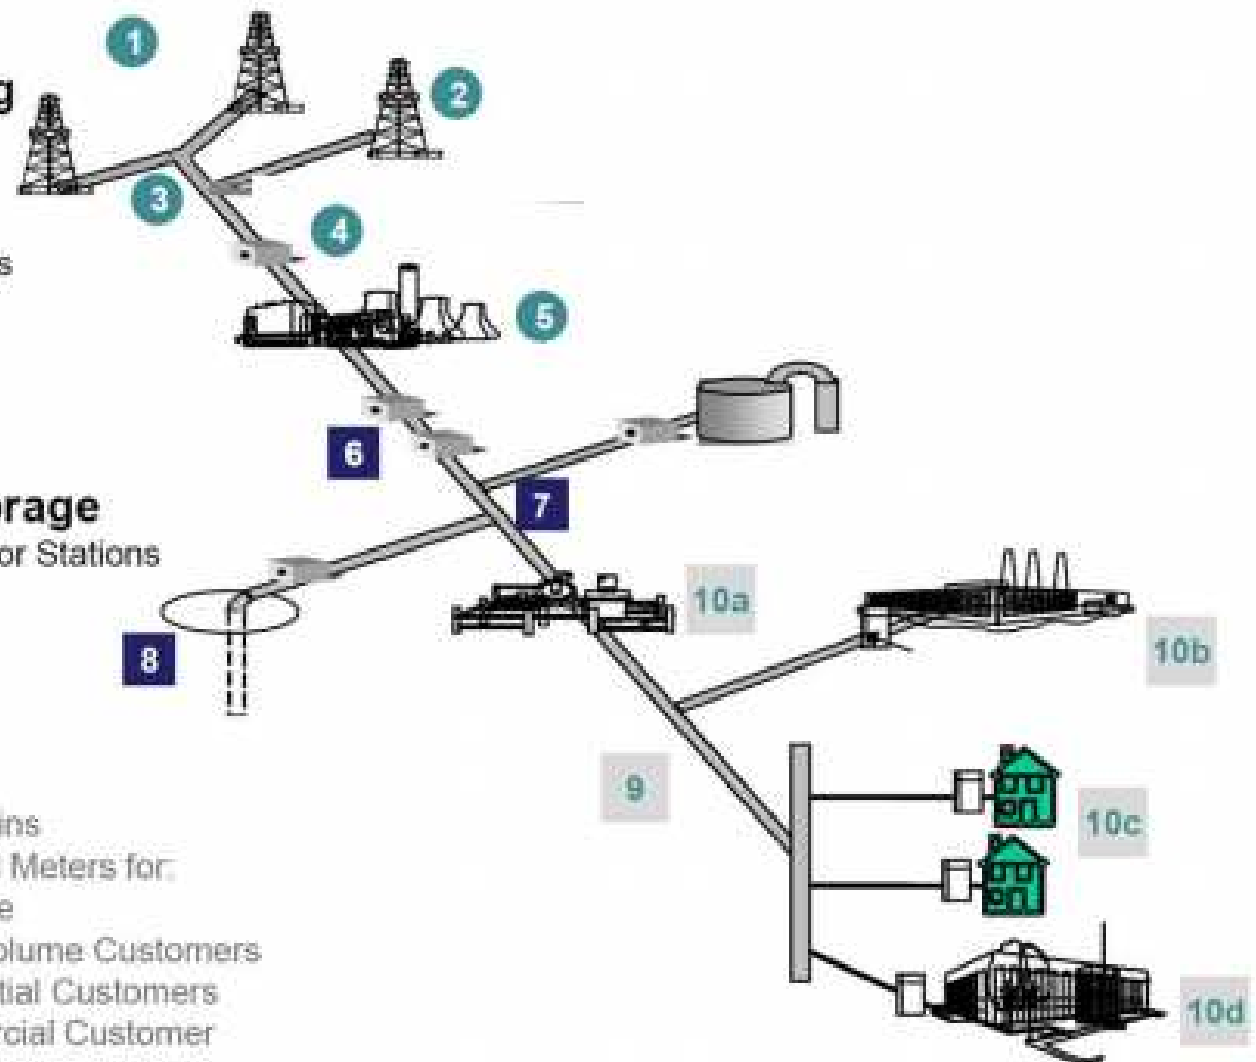 1
g
2
3
4
s
5
6
rage
7
or Stations
10a
8
10b
9
ins
10c
Meters for:
e
olume Customers
tial Customers
rcial Customer
10d